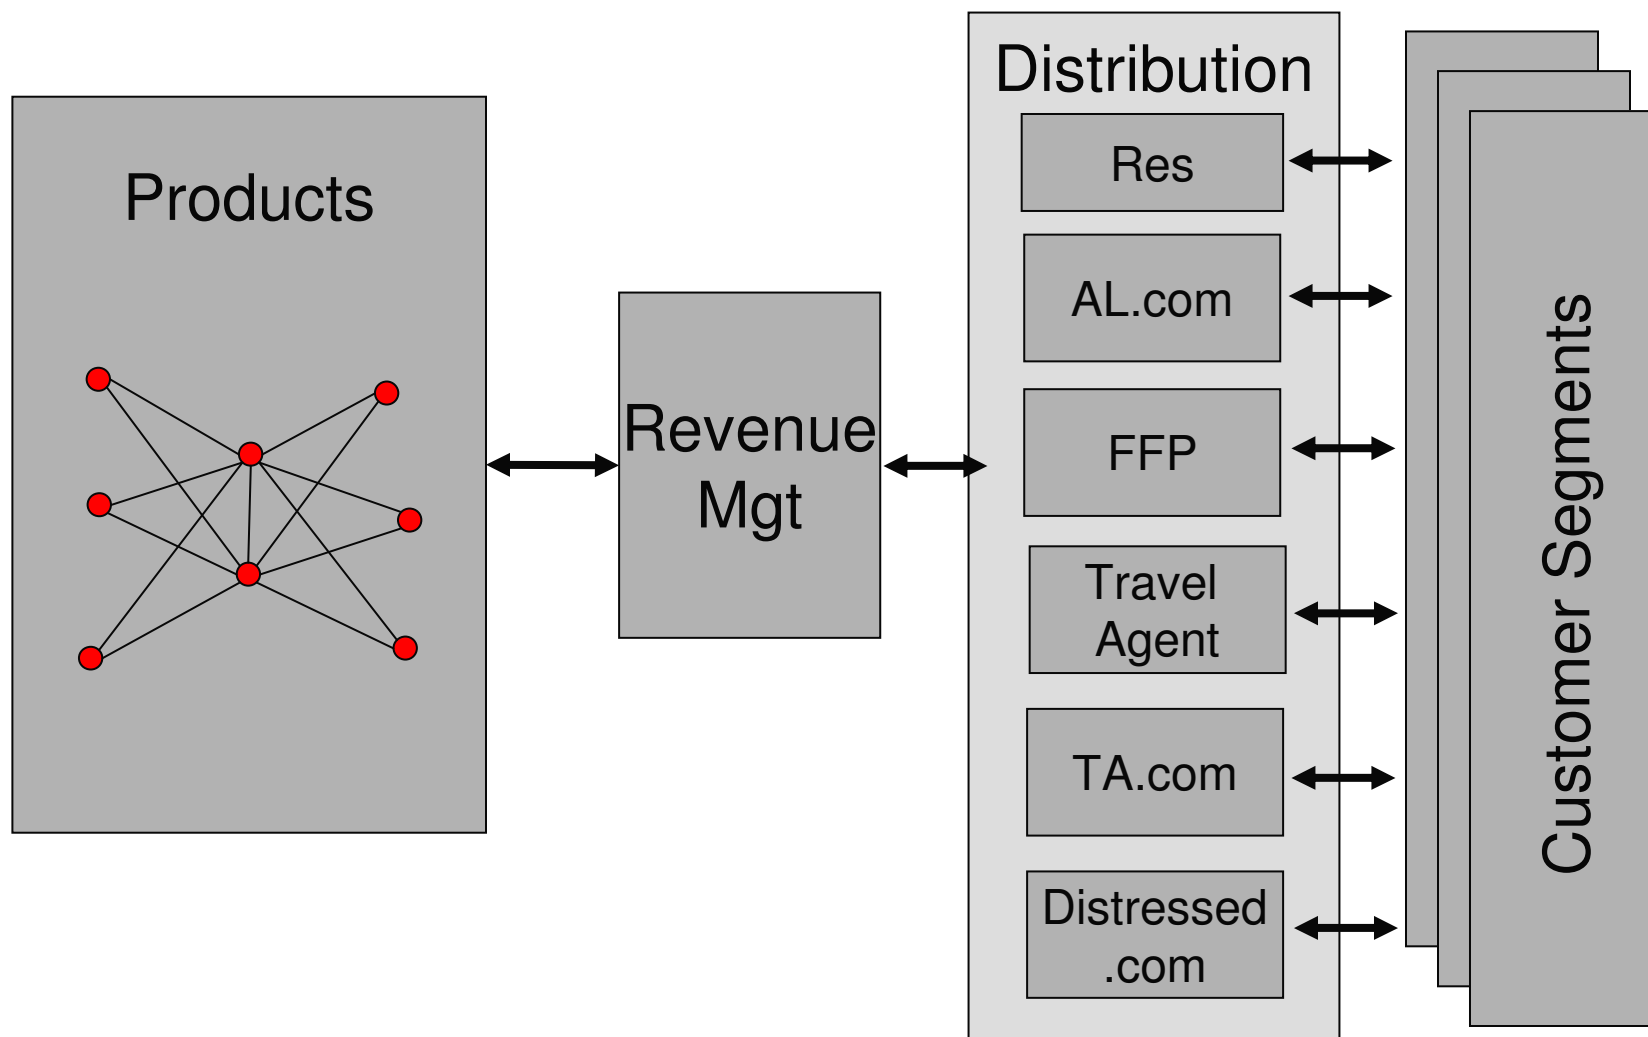 Products
Revenue
Mgt
Distribution
Res
AL.com
FFP
Travel
Agent
TA.com
Distressed
.com
Customer Segments